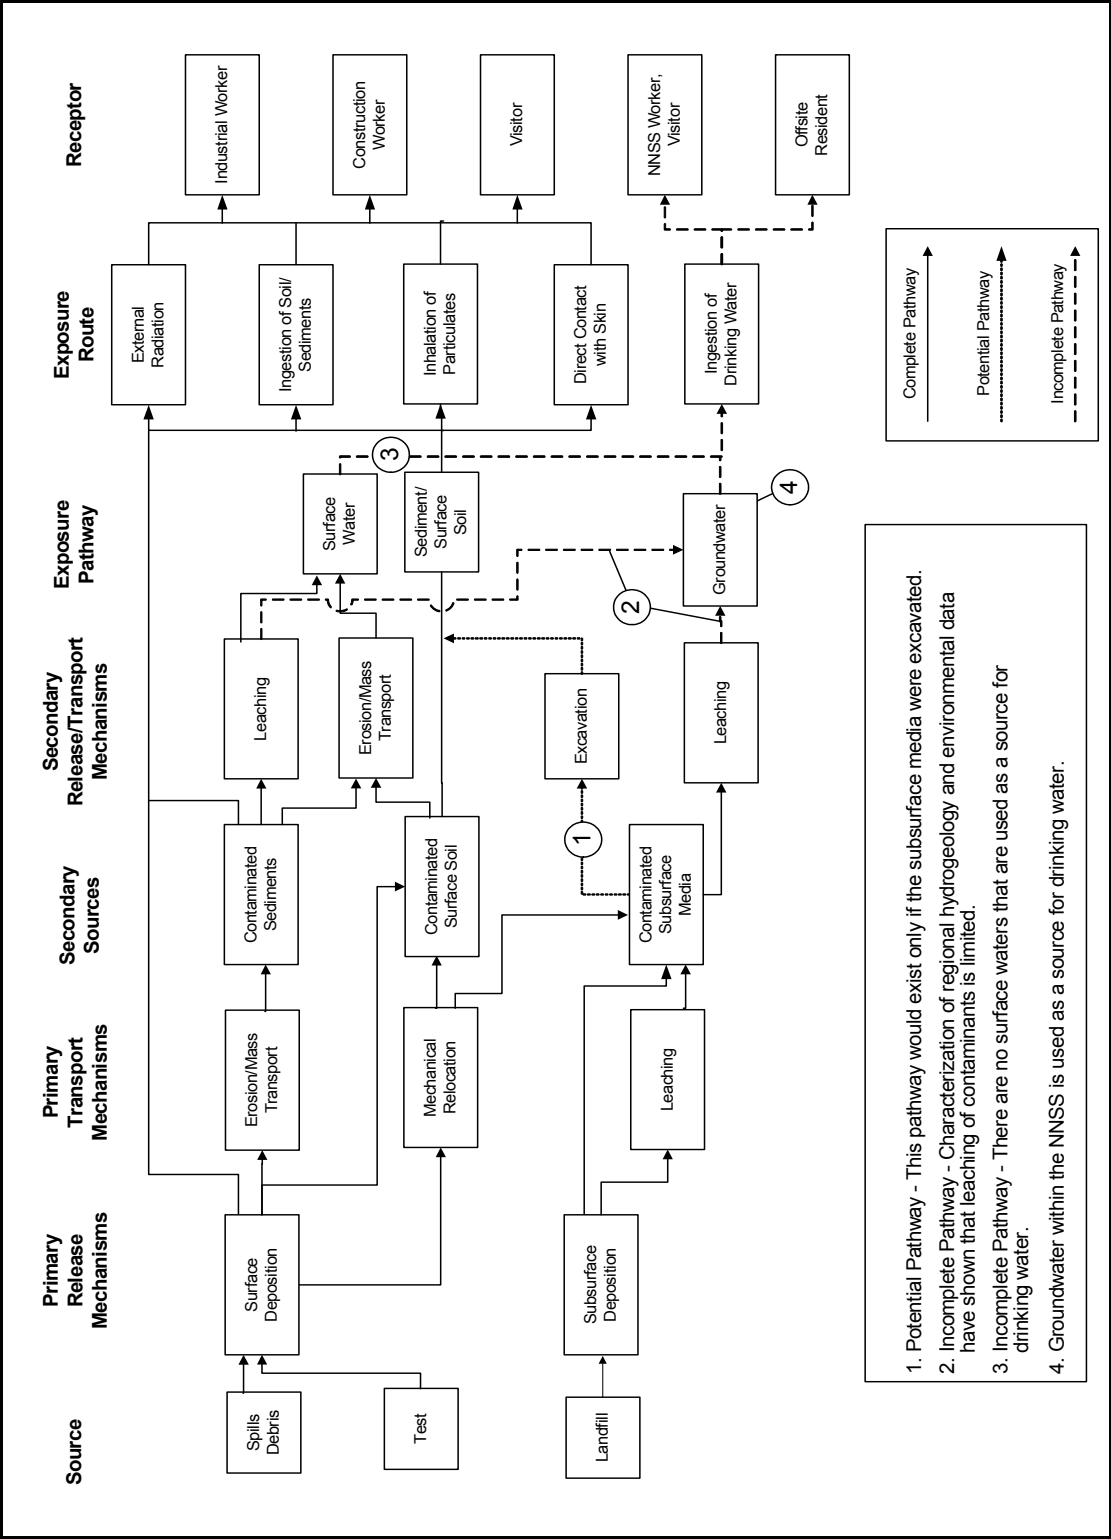 Source
Primary
Release
Mechanisms
Primary
Transport
Mechanisms
Secondary
Sources
Secondary
Release/Transport
Mechanisms
Exposure
Pathway
Exposure
Route
Receptor
Spills
Debris
Test
Landfill
Surface
Deposition
Subsurface
Deposition
Erosion/Mass
Transport
Mechanical
Relocation
Leaching
Contaminated
Sediments
Contaminated
Surface Soil
Contaminated
Subsurface
Media
Leaching
Erosion/Mass
Transport
Excavation
Leaching
Surface
Water
Sediment/
Surface
Soil
Groundwater
1
2
3
4
External
Radiation
Ingestion of Soil/
Sediments
Inhalation of
Particulates
Direct Contact
with Skin
Ingestion of
Drinking Water
Industrial Worker
Construction
Worker
Visitor
NNSS Worker,
Visitor
Offsite
Resident
1. Potential Pathway - This pathway would exist only if the subsurface media were excavated.
2. Incomplete Pathway - Characterization of regional hydrogeology and environmental data
have shown that leaching of contaminants is limited.
3. Incomplete Pathway - There are no surface waters that are used as a source for
drinking water.
4. Groundwater within the NNSS is used as a source for drinking water.
Complete Pathway
Potential Pathway
Incomplete Pathway